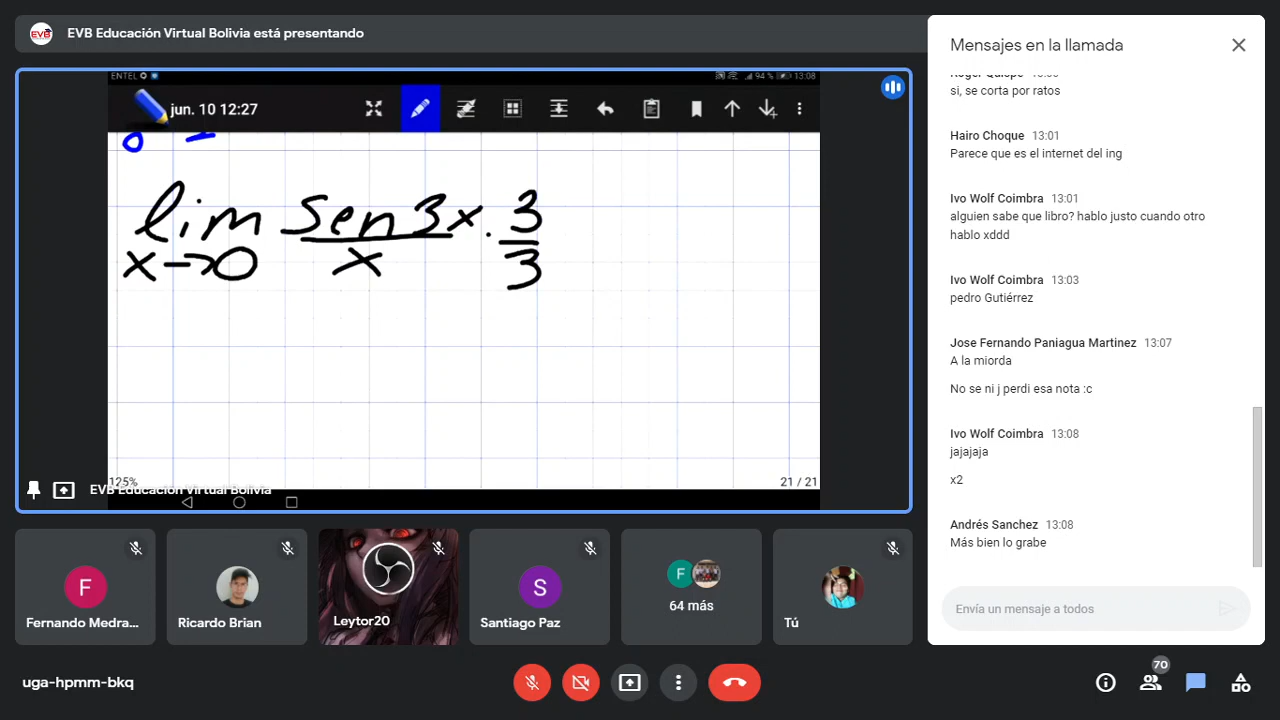 EVB Educación Virtual Bolivia está presentando
ENTEL
94 % 13:08
jun. 10 12:27
lim Sen 3x . 3
x→0 x 3
125%
21 / 21
EVB Educación Virtual Bolivia
Fernando Medra...
Ricardo Brian
Leytor20
S
Santiago Paz
F
F
64 más
Tú
uga-hpmm-bkq
Mensajes en la llamada
Roger Quispe
si, se corta por ratos
Hairo Choque 13:01
Parece que es el internet del ing
Ivo Wolf Coimbra 13:01
alguien sabe que libro? hablo justo cuando otro
hablo xddd
Ivo Wolf Coimbra 13:03
pedro Gutiérrez
Jose Fernando Paniagua Martinez 13:07
A la miorda
No se ni j perdi esa nota :c
Ivo Wolf Coimbra 13:08
jajajaja
x2
Andrés Sanchez 13:08
Más bien lo grabe
Envía un mensaje a todos
70